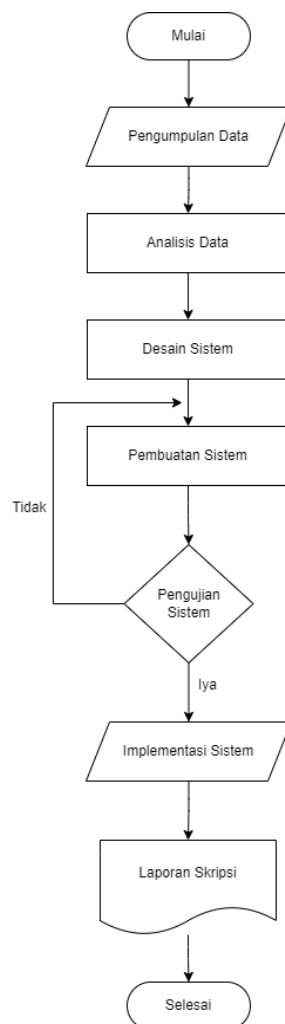 Mulai
Pengumpulan Data
Analisis Data
Desain Sistem
Pembuatan Sistem
Tidak
Pengujian
Sistem
Iya
Implementasi Sistem
Laporan Skripsi
Selesai